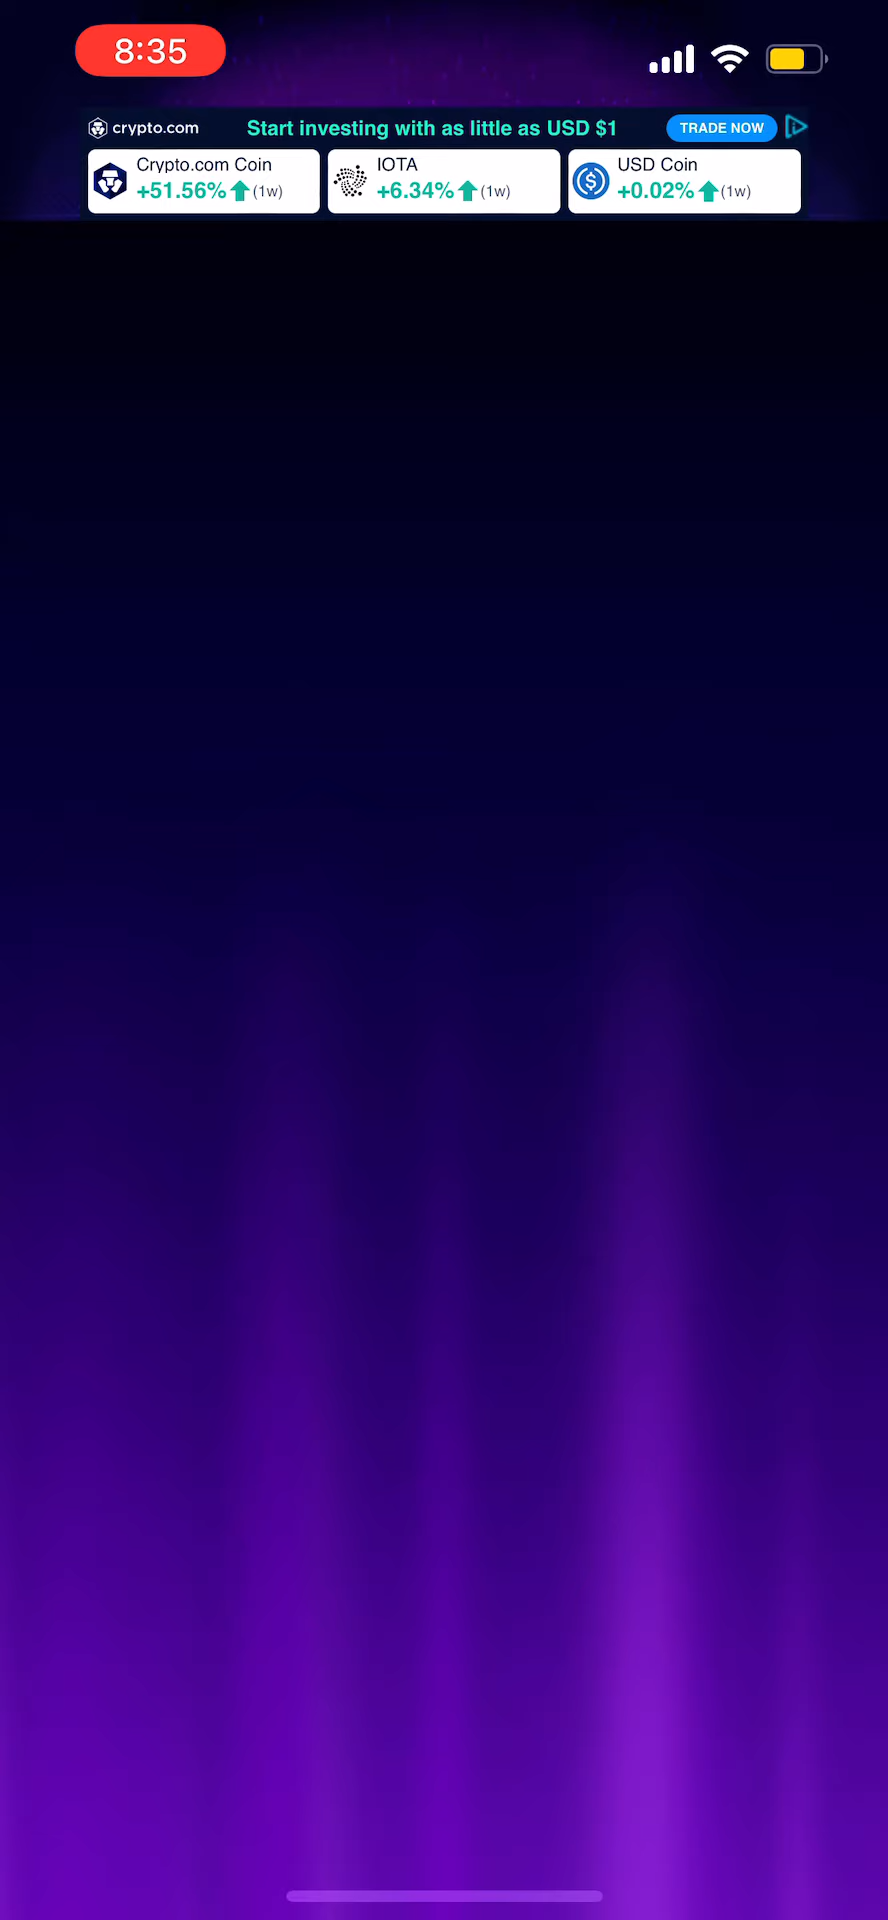 8:35
crypto.com Start investing with as little as USD $1 TRADE NOW
Crypto.com Coin
+51.56% (1w)
IOTA
+6.34% (1w)
USD Coin
+0.02% (1w)